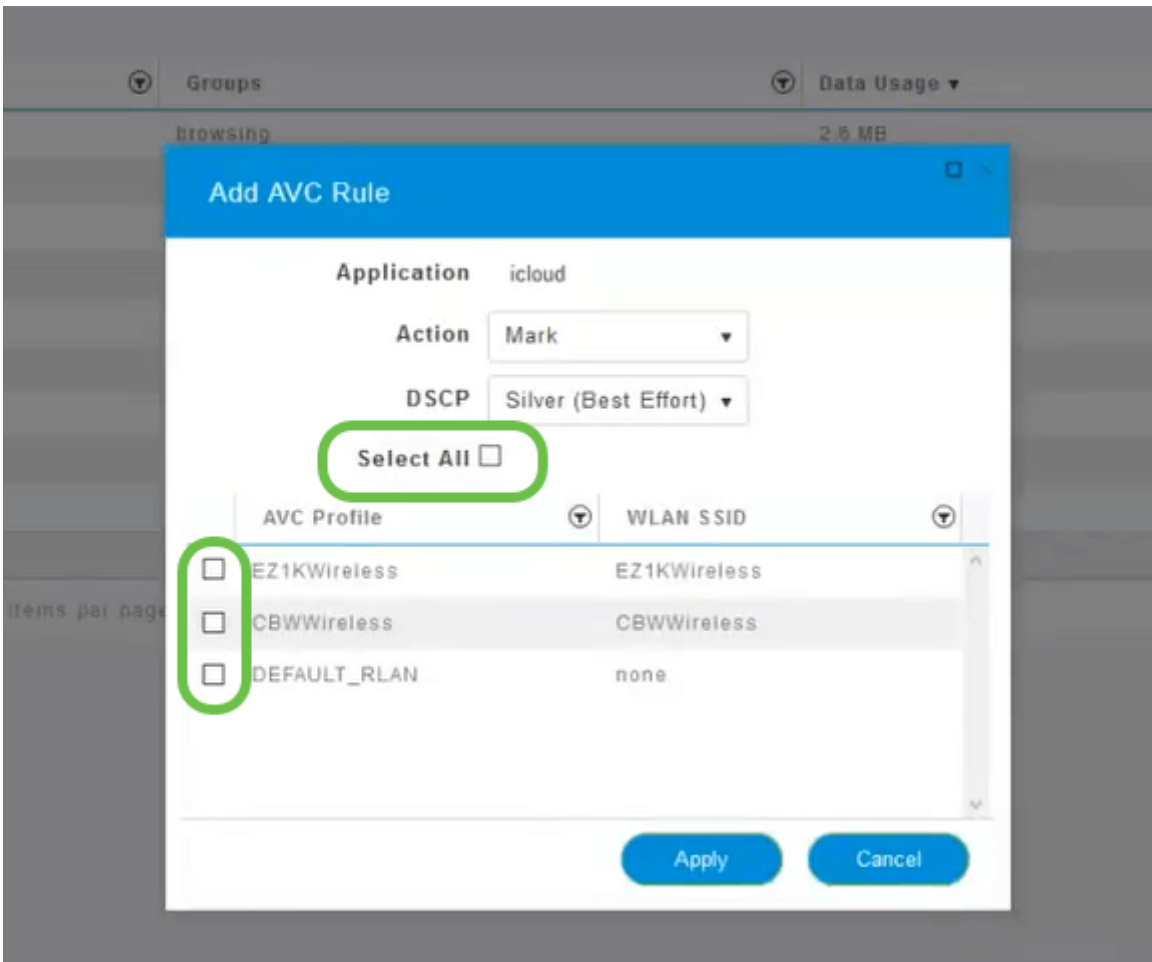 Groups Data Usage
browsing 2.6 MB
Add AVC Rule
Application icloud
Action Mark
DSCP Silver (Best Effort)
Select All
AVC Profile WLAN SSID
EZ1KWireless EZ1KWireless
CBWWireless CBWWireless
items per page
DEFAULT_RLAN none
Apply Cancel